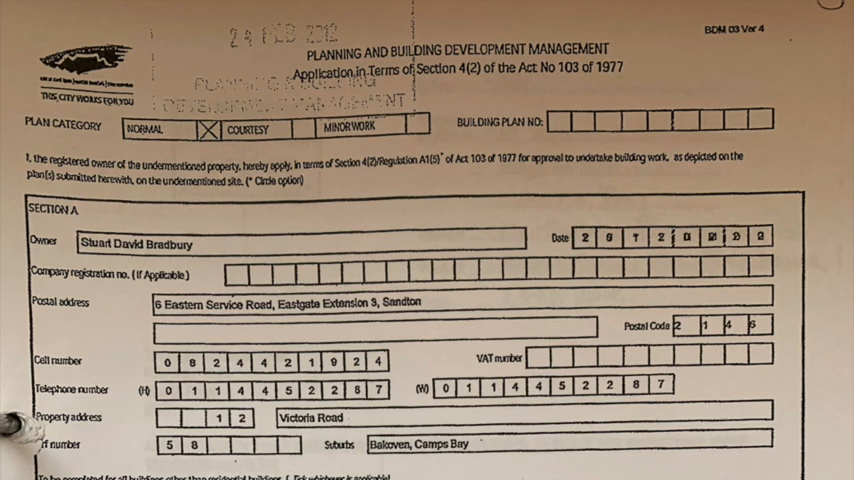 24 FEB 2012
BDM 03 Ver 4
PLANNING AND BUILDING DEVELOPMENT MANAGEMENT
Application in Terms of Section 4(2) of the Act No 103 of 1977
PLANNING & BUILDING
DEVELOPMENT MANAGEMENT
THIS CITY WORKS FOR YOU
PLAN CATEGORY NORMAL X COURTESY MINOR WORK BUILDING PLAN NO:
I, the registered owner of the undermentioned property, hereby apply, in terms of Section 4(2)/Regulation A1(5)* of Act 103 of 1977 for approval to undertake building work, as depicted on the
plan(s) submitted herewith, on the undermentioned site. (* Circle option)
SECTION A
Owner Stuart David Bradbury Date 2 0 1 2
Company registration no. (If Applicable)
Postal address 6 Eastern Service Road, Eastgate Extension 3, Sandton
Postal Code 2 1 4 6
Cell number 0 8 2 4 4 2 1 9 2 4 VAT number
Telephone number (H) 0 1 1 4 4 5 2 2 8 7 (W) 0 1 1 4 4 5 2 2 8 7
Property address 1 2 Victoria Road
number 5 8 Suburbs Bakoven, Camps Bay
To be completed for all buildings other than residential buildings. ( Tick whichever is applicable)